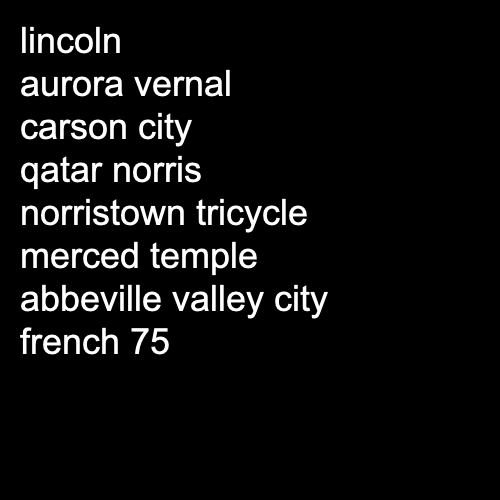 lincoln
aurora vernal
carson city
qatar norris
norristown tricycle
merced temple
abbeville valley city
french 75